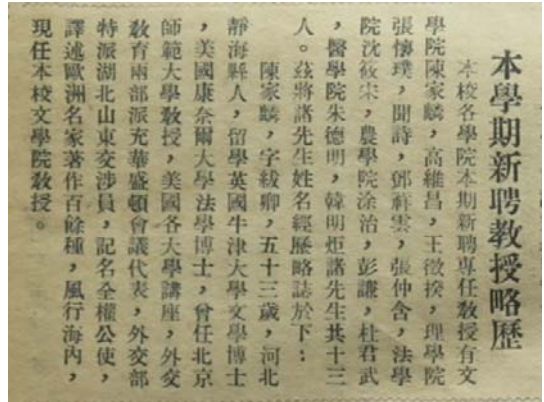 本學期新聘教授略歷
本校各學院本期新聘專任教授有文
學院陳家麟，高維昌，王徵揆，理學院
張懷璞，聞詩，鄧稚雲，張仲含，法學
院沈筱宋，農學院涂治，彭謙，杜君武
，醫學院朱德明，韓明炬諸先生共十三
人。茲將諸先生姓名經歷略誌於下：
陳家麟，字紱卿，五十三歲，河北
靜海縣人，留學英國牛津大學文學博士
，美國康奈爾大學法學博士，曾任北京
師範大學教授，美國各大學講座，外交
教育兩部派充華盛頓會議代表，外交部
特派湖北山東交涉員，記名全權公使，
譯述歐洲名家著作百餘種，風行海內，
現任本校文學院教授。